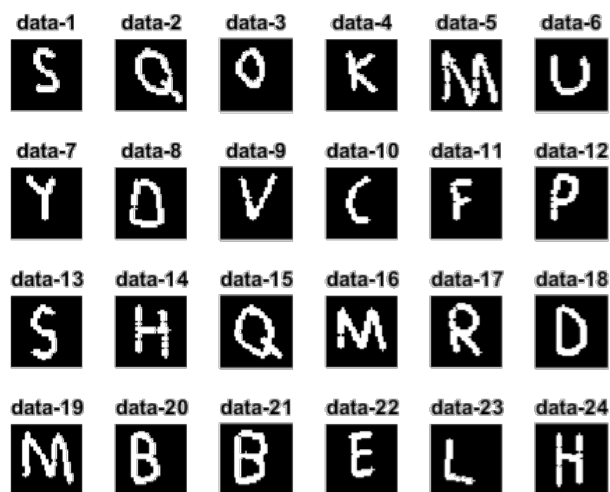 data-1 data-2 data-3 data-4 data-5 data-6
S Q O K M U
data-7 data-8 data-9 data-10 data-11 data-12
Y D V C F P
data-13 data-14 data-15 data-16 data-17 data-18
S H Q M R D
data-19 data-20 data-21 data-22 data-23 data-24
M B B E L H